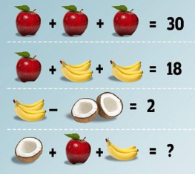 + + = 30
+ + = 18
- = 2
+ + = ?